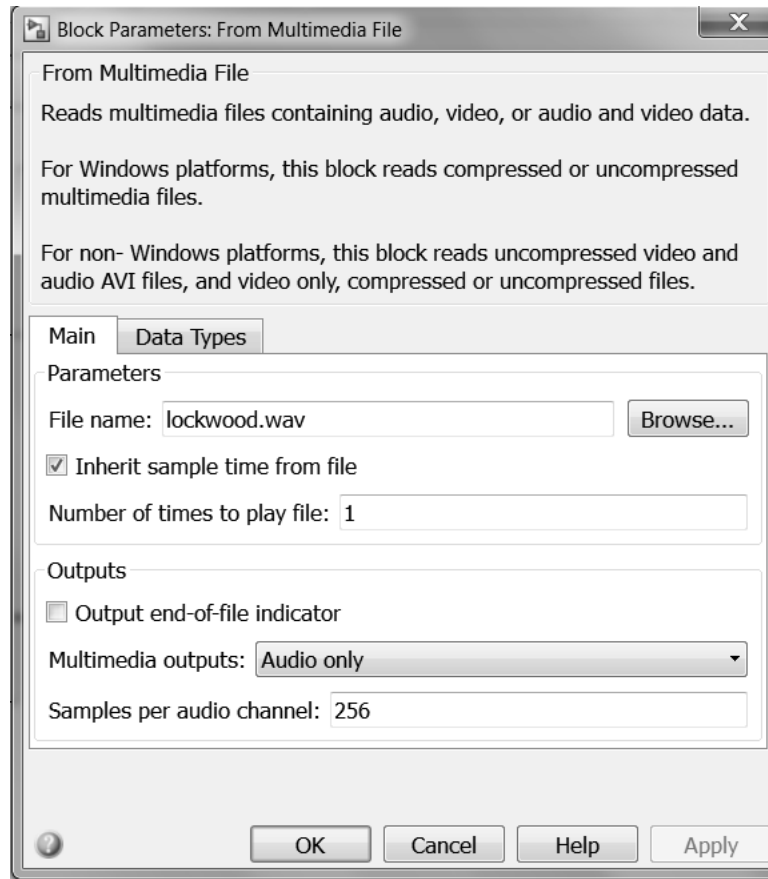 Block Parameters: From Multimedia File
X
From Multimedia File
Reads multimedia files containing audio, video, or audio and video data.
For Windows platforms, this block reads compressed or uncompressed
multimedia files.
For non- Windows platforms, this block reads uncompressed video and
audio AVI files, and video only, compressed or uncompressed files.
Main Data Types
Parameters
File name: lockwood.wav Browse...
Inherit sample time from file
Number of times to play file: 1
Outputs
Output end-of-file indicator
Multimedia outputs: Audio only
Samples per audio channel: 256
? OK Cancel Help Apply